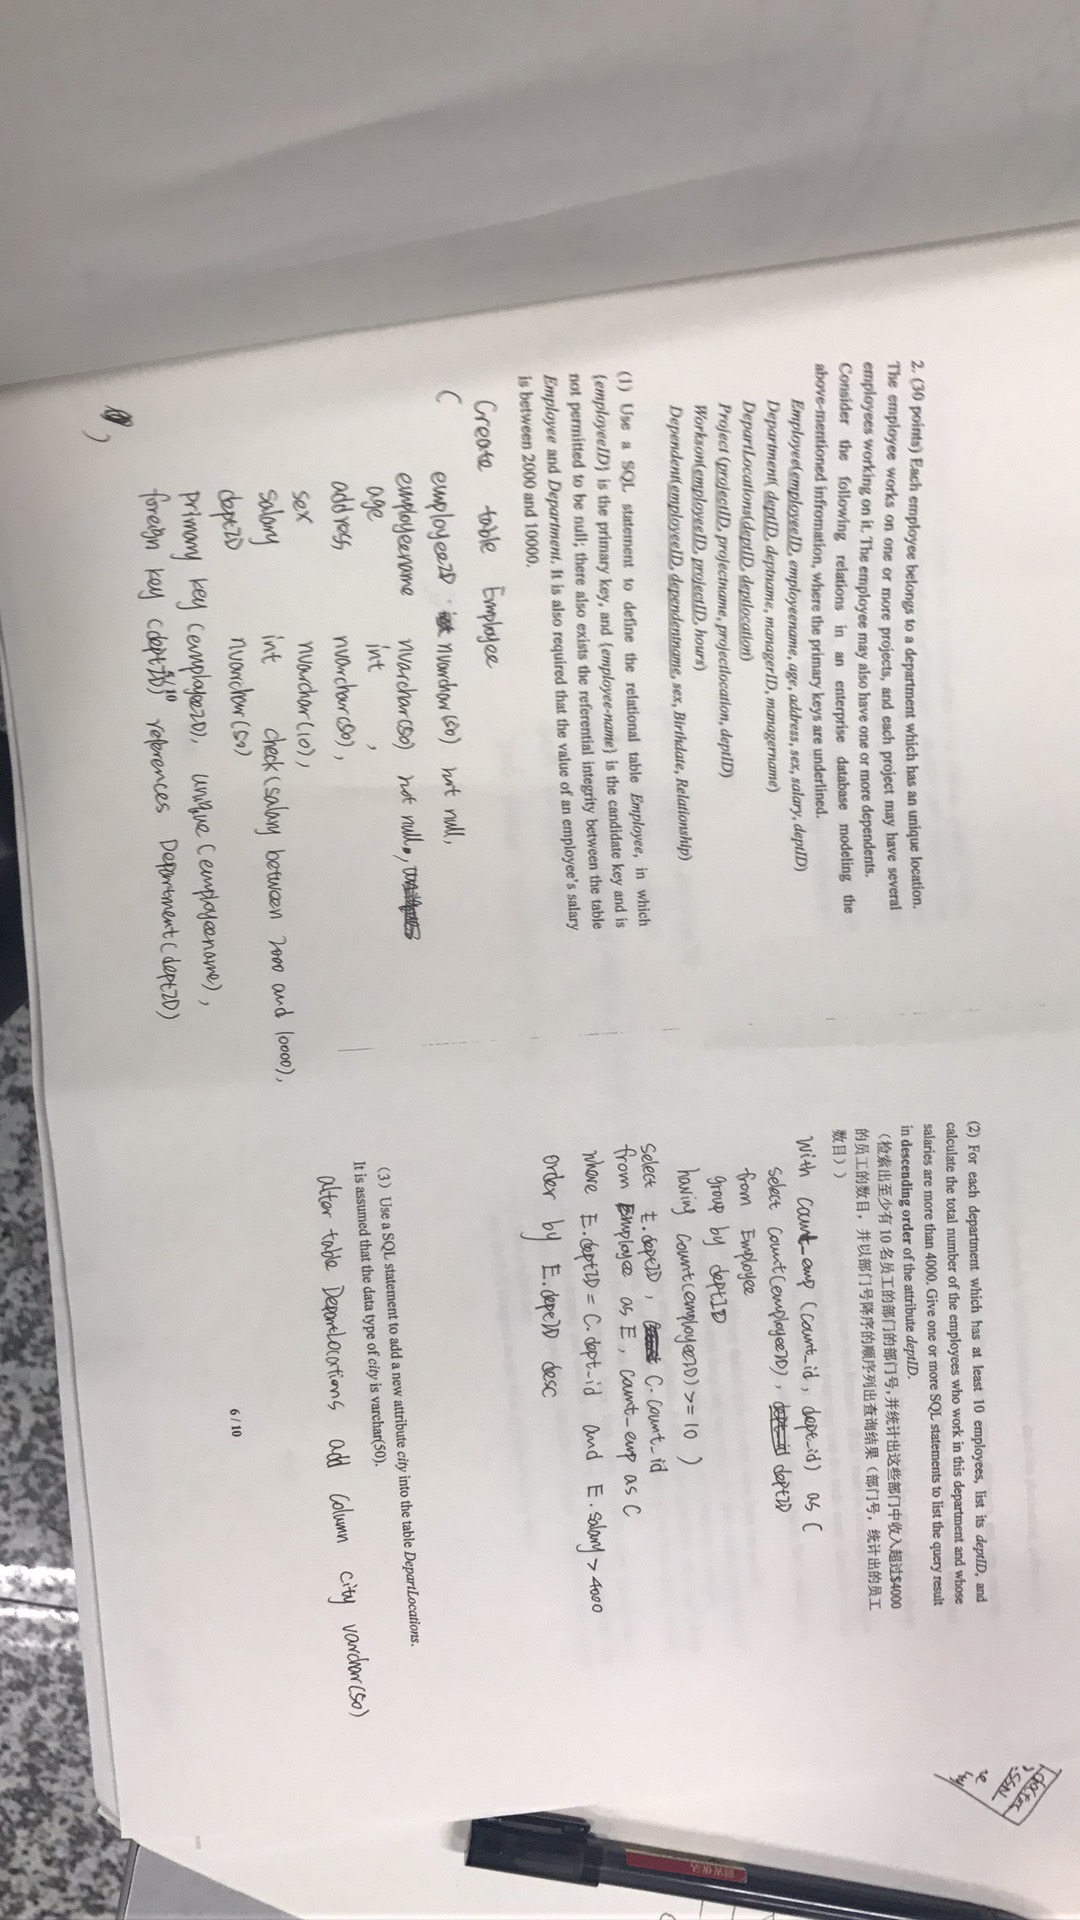 2. (30 points) Each employee belongs to a department which has an unique location.
The employee works on one or more projects, and each project may have several
employees working on it. The employee may also have one or more dependents.
Consider the following relations in an enterprise database modeling the
above-mentioned infromation, where the primary keys are underlined.
Employee(employeeID, employeename, age, address, sex, salary, deptID)
Department( deptID, deptname, managerID, managername)
DepartLocations(deptID, deptlocation)
Project (projectID, projectname, projectlocation, deptID)
Workson(employeeID, projectID, hours)
Dependent(employeeID, dependentname, sex, Birthdate, Relationship)
(1) Use a SQL statement to define the relational table Employee, in which
{employeeID} is the primary key, and {employee-name} is the candidate key and is
not permitted to be null; there also exists the referential integrity between the table
Employee and Department. It is also required that the value of an employee's salary
is between 2000 and 10000.
Create table Employee
( employeeID nvarchar(50) not null,
employeename nvarchar(50) not null,
age int ,
address nvarchar(50) ,
sex nvarchar(10),
salary int check(salary between 2000 and 10000),
deptID nvarchar(50)
primary key (employeeID), unique (employeename),
foreign key (deptID) references Department(deptID)
)
5 / 10
(2) For each department which has at least 10 employees, list its deptID, and
calculate the total number of the employees who work in this department and whose
salaries are more than 4000. Give one or more SQL statements to list the query result
in descending order of the attribute deptID.
(检索出至少有 10 名员工的部门的部门号,并统计出这些部门中收入超过$4000
的员工的数目，并以部门号降序的顺序列出查询结果（部门号，统计出的员工
数目））
With count_emp (count_id, dept_id) as (
select count(employeeID), deptID
from Employee
group by deptID
having count(employeeID) >= 10 )
select E.deptID, C.count_id
from Employee as E, count_emp as C
where E.deptID = C.dept_id and E.salary > 4000
order by E.deptID desc
(3) Use a SQL statement to add a new attribute city into the table DepartLocations.
It is assumed that the data type of city is varchar(50).
alter table DepartLocations add column city varchar(50)
6 / 10